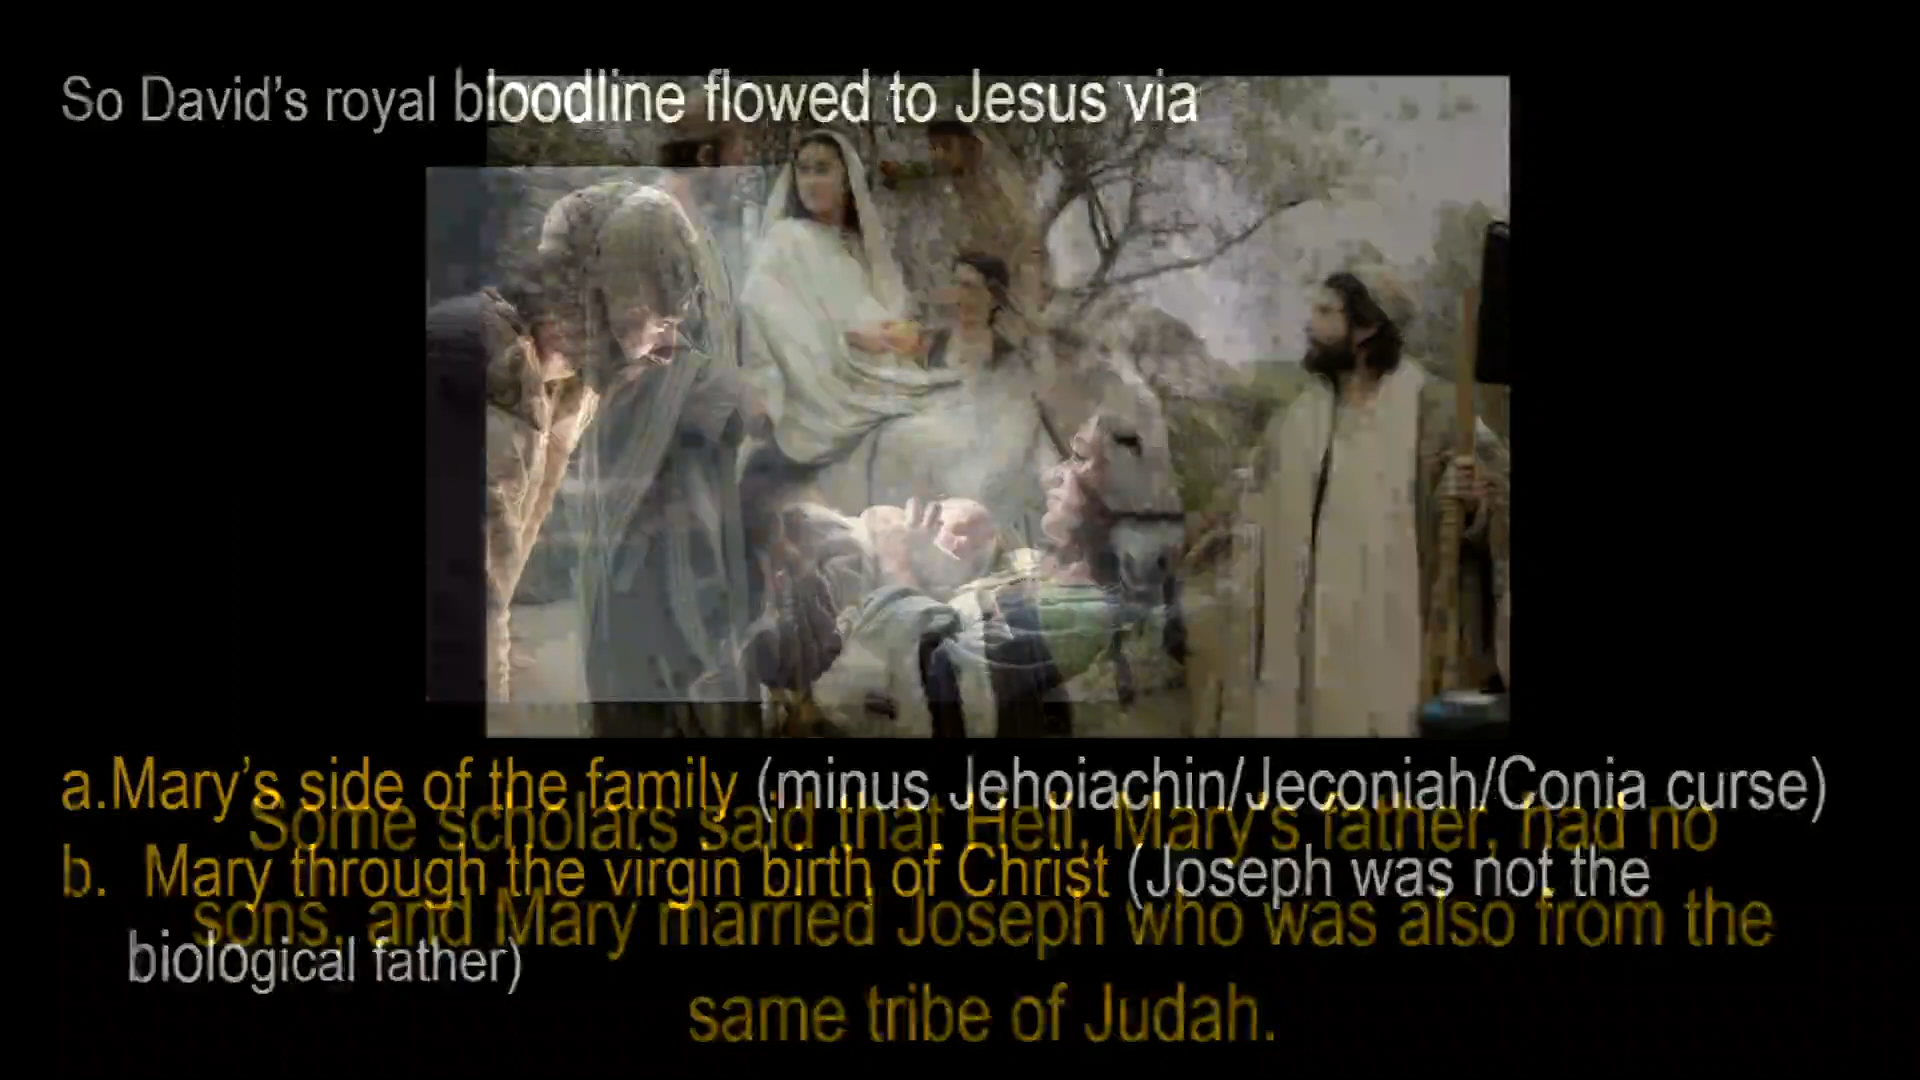 So David's royal bloodline flowed to Jesus via
a.Mary's side of the family (minus Jehoiachin/Jeconiah/Conia curse)
b. Mary through the virgin birth of Christ (Joseph was not the
biological father)
Some scholars said that Heli, Mary's father, had no
sons, and Mary married Joseph who was also from the
same tribe of Judah.